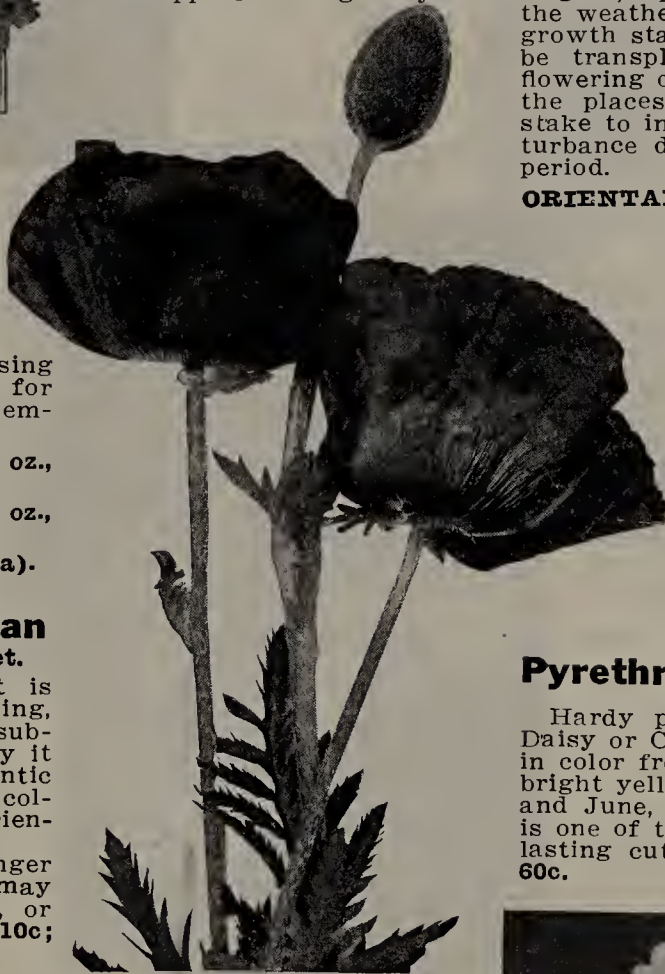 sing
for
em-
oz.,
oz.,
a).
an
et.
t is
ing,
sub-
y it
ntic
col-
rien-
nger
may
, or
10c;
the weathe
growth sta
be transpl
flowering o
the places
stake to in
turbance d
period.
ORIENTAL
Pyrethr
Hardy p
Daisy or C
in color fr
bright yell
and June,
is one of t
lasting cut
60c.